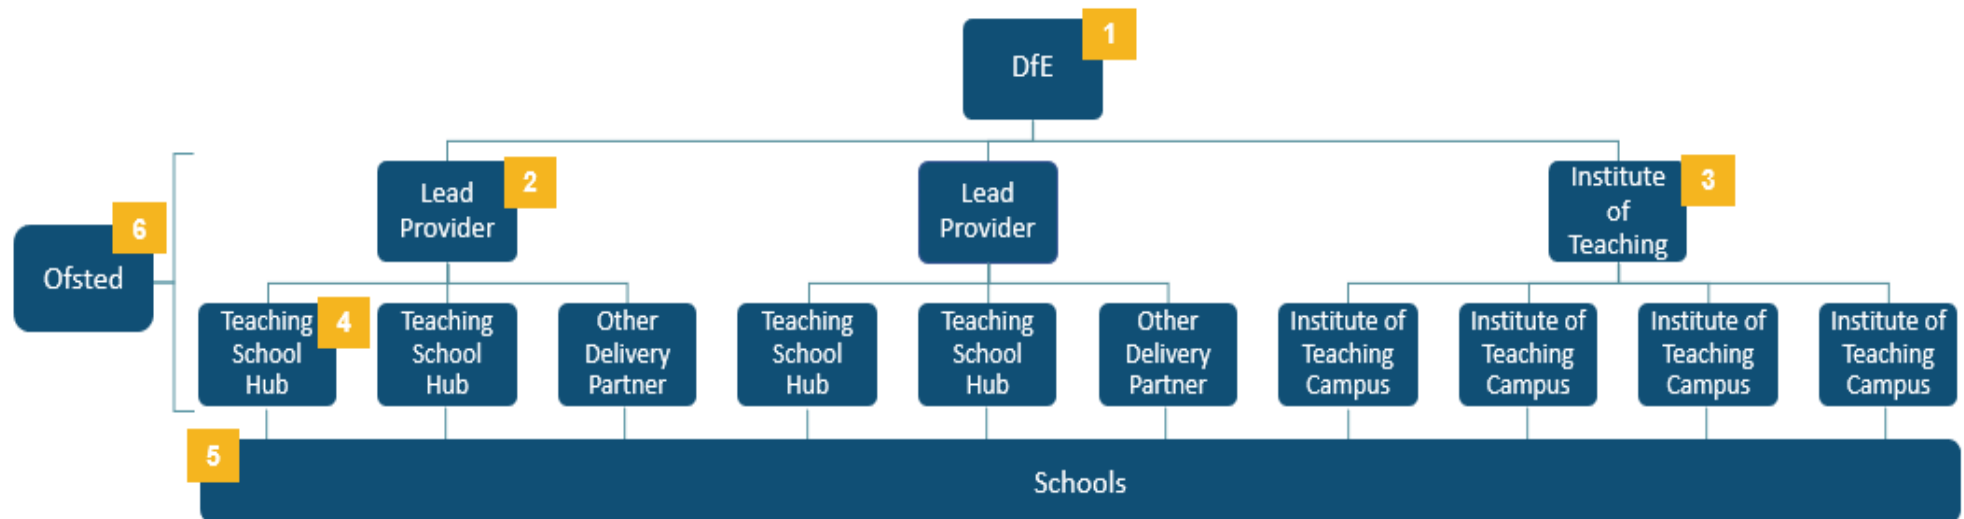 1
DfE
2
Lead
Provider
Lead
Provider
3
Institute
of
Teaching
6
Ofsted
4
Teaching
School
Hub
Teaching
School
Hub
Other
Delivery
Partner
Teaching
School
Hub
Teaching
School
Hub
Other
Delivery
Partner
Institute of
Teaching
Campus
Institute of
Teaching
Campus
Institute of
Teaching
Campus
Institute of
Teaching
Campus
5
Schools